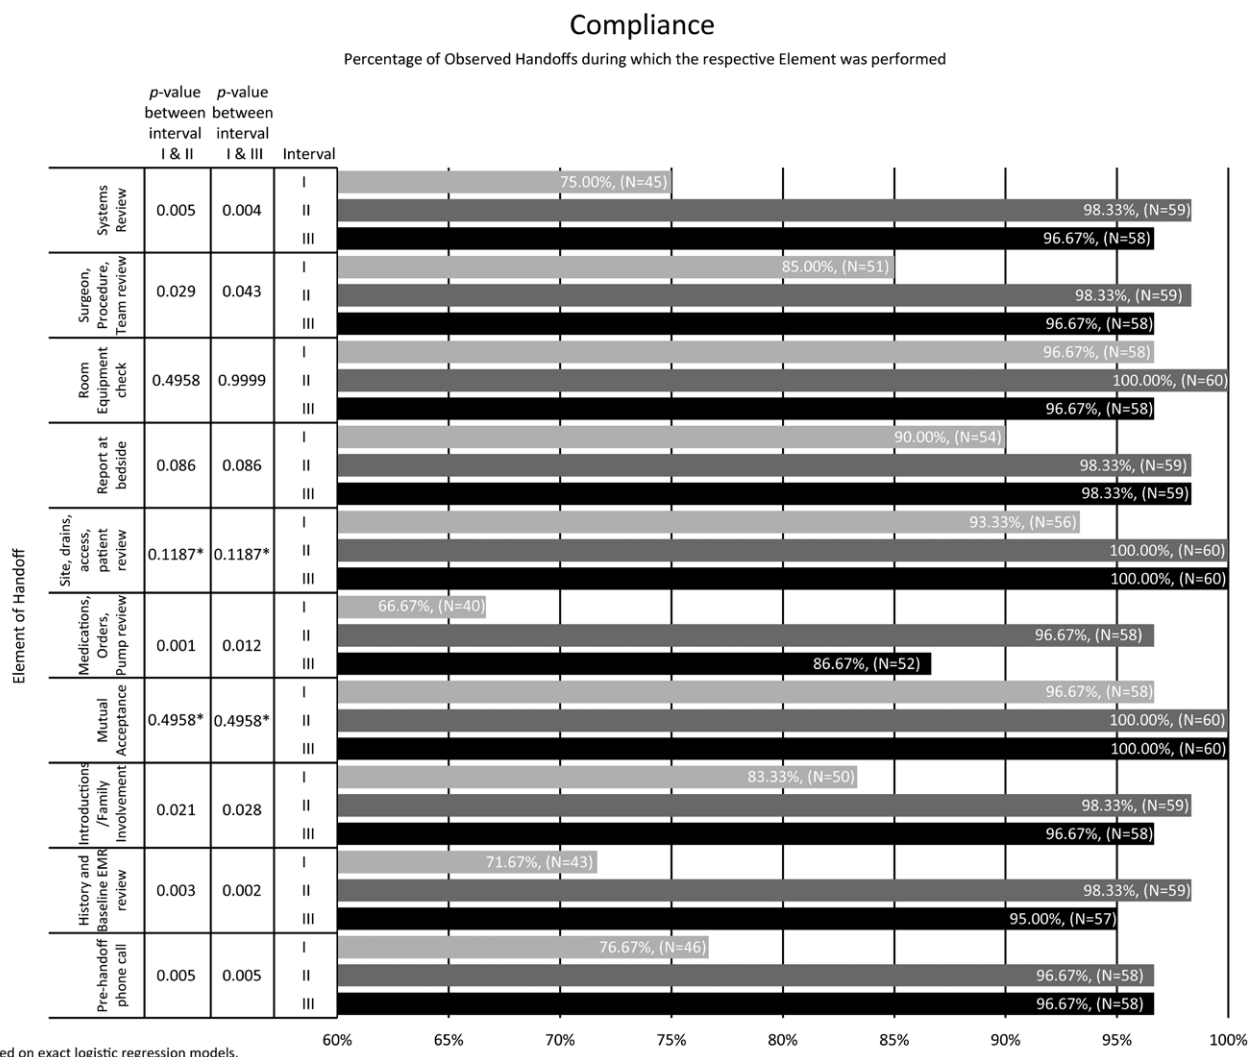 Compliance
Percentage of Observed Handoffs during which the respective Element was performed
p-value between interval I & II
p-value between interval I & III
Interval
Element of Handoff
Systems Review
0.005
0.004
I
75.00%, (N=45)
II
98.33%, (N=59)
III
96.67%, (N=58)
Surgeon, Procedure, Team review
0.029
0.043
I
85.00%, (N=51)
II
98.33%, (N=59)
III
96.67%, (N=58)
Room Equipment check
0.4958
0.9999
I
96.67%, (N=58)
II
100.00%, (N=60)
III
96.67%, (N=58)
Report at bedside
0.086
0.086
I
90.00%, (N=54)
II
98.33%, (N=59)
III
98.33%, (N=59)
Site, drains, access, patient review
0.1187*
0.1187*
I
93.33%, (N=56)
II
100.00%, (N=60)
III
100.00%, (N=60)
Medications, Orders, Pump review
0.001
0.012
I
66.67%, (N=40)
II
96.67%, (N=58)
III
86.67%, (N=52)
Mutual Acceptance
0.4958*
0.4958*
I
96.67%, (N=58)
II
100.00%, (N=60)
III
100.00%, (N=60)
Introductions /Family Involvement
0.021
0.028
I
83.33%, (N=50)
II
98.33%, (N=59)
III
96.67%, (N=58)
History and Baseline EMR review
0.003
0.002
I
71.67%, (N=43)
II
98.33%, (N=59)
III
95.00%, (N=57)
Pre-handoff phone call
0.005
0.005
I
76.67%, (N=46)
II
96.67%, (N=58)
III
96.67%, (N=58)
60% 65% 70% 75% 80% 85% 90% 95% 100%
ed on exact logistic regression models.